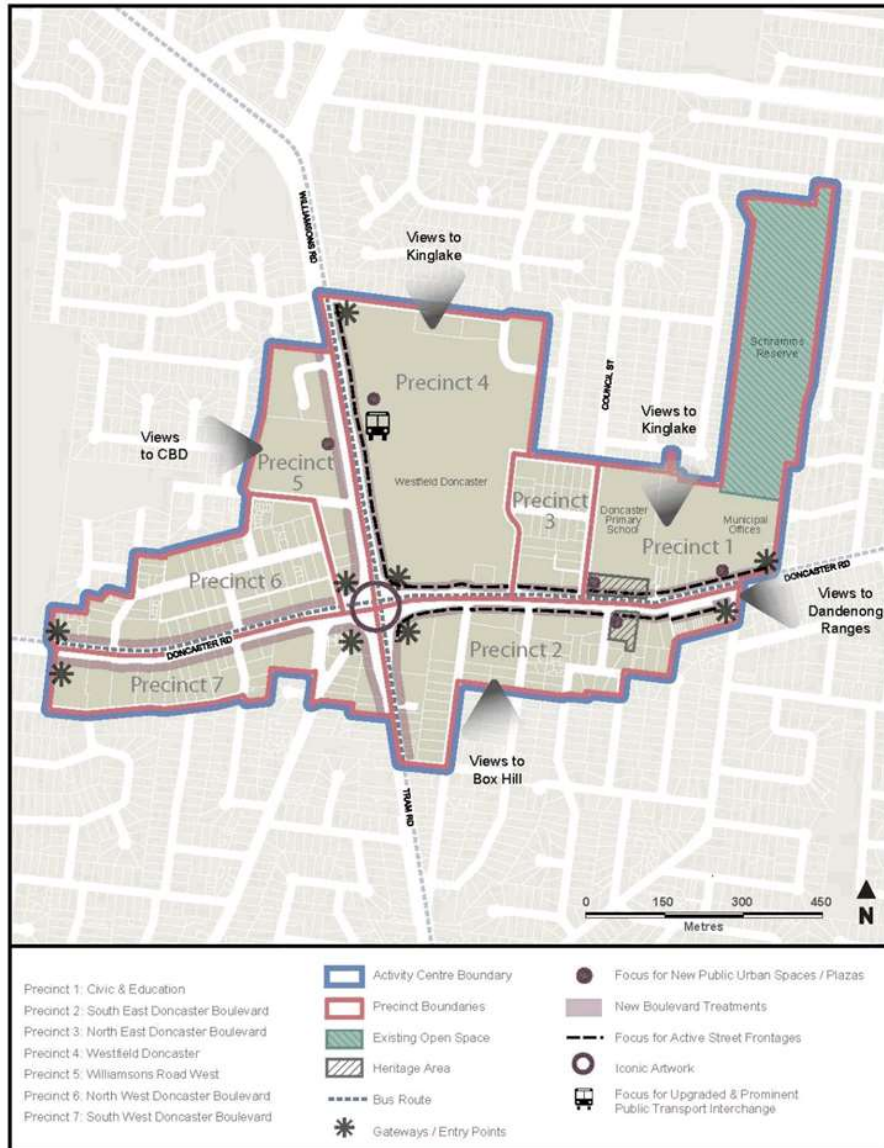 WILLIAMSONS RD
Views to
Kinglake
Schramms
Reserve
Precinct 4
COUNCIL ST
Views to
Kinglake
Views
to CBD
Precinct
5
Westfield Doncaster
Precinct
3
Doncaster
Primary
School
Municipal
Offices
Precinct 1
DONCASTER RD
Precinct 6
Views to
Dandenong
Ranges
DONCASTER RD
Precinct 2
Precinct 7
Views to
Box Hill
TRAM RD
0 150 300 450
Metres
N
Precinct 1: Civic & Education
Precinct 2: South East Doncaster Boulevard
Precinct 3: North East Doncaster Boulevard
Precinct 4: Westfield Doncaster
Precinct 5: Williamsons Road West
Precinct 6: North West Doncaster Boulevard
Precinct 7: South West Doncaster Boulevard
Activity Centre Boundary
Precinct Boundaries
Existing Open Space
Heritage Area
Bus Route
Gateways / Entry Points
Focus for New Public Urban Spaces / Plazas
New Boulevard Treatments
Focus for Active Street Frontages
Iconic Artwork
Focus for Upgraded & Prominent
Public Transport Interchange